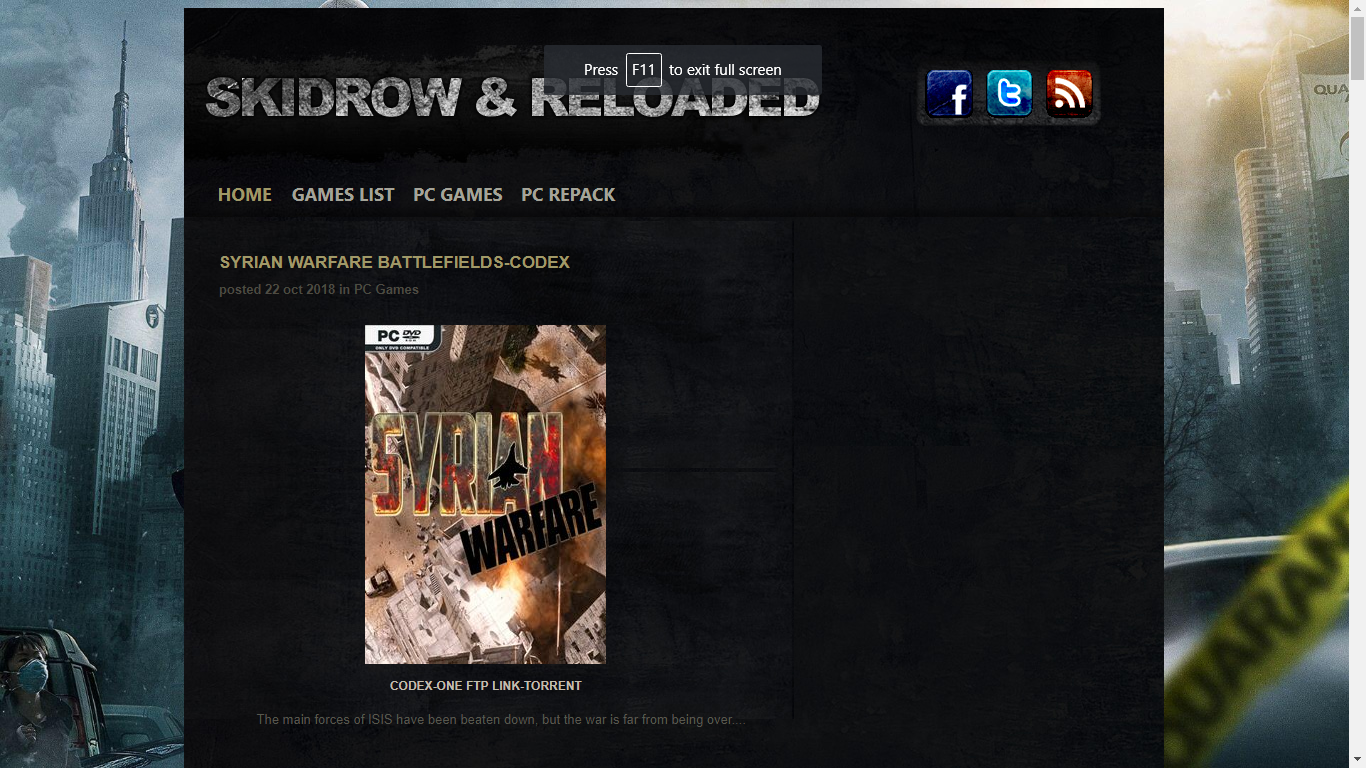 Press F11 to exit full screen
SKIDROW & RELOADED
HOME GAMES LIST PC GAMES PC REPACK
SYRIAN WARFARE BATTLEFIELDS-CODEX
posted 22 oct 2018 in PC Games
PC DVD
ROM
ONLY DVD COMPATIBLE
SYRIAN
WARFARE
CODEX-ONE FTP LINK-TORRENT
The main forces of ISIS have been beaten down, but the war is far from being over....
QUA
A
QUARAN